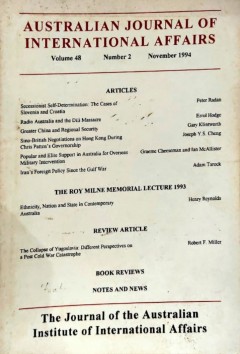 AUSTRALIAN JOURNAL OF
INTERNATIONAL AFFAIRS
Volume 48 Number 2 November 1994
ARTICLES
Secessionist Self-Determination: The Cases of
Slovenia and Croatia Peter Radan
Radio Australia and the Dili Massacre Errol Hodge
Greater China and Regional Security Gary Klintworth
Sino-British Negotiations on Hong Kong During
Chris Patten's Governorship Joseph Y.S. Cheng
Popular and Elite Support in Australia for Overseas
Military Intervention Graeme Cheeseman and Ian McAllister
Iran's Foreign Policy Since the Gulf War Adam Tarock
THE ROY MILNE MEMORIAL LECTURE 1993
Ethnicity, Nation and State in Contemporary
Australia Henry Reynolds
REVIEW ARTICLE
The Collapse of Yugoslavia: Different Perspectives on
a Post Cold War Catastrophe Robert F. Miller
BOOK REVIEWS
NOTES AND NEWS
The Journal of the Australian
Institute of International Affairs